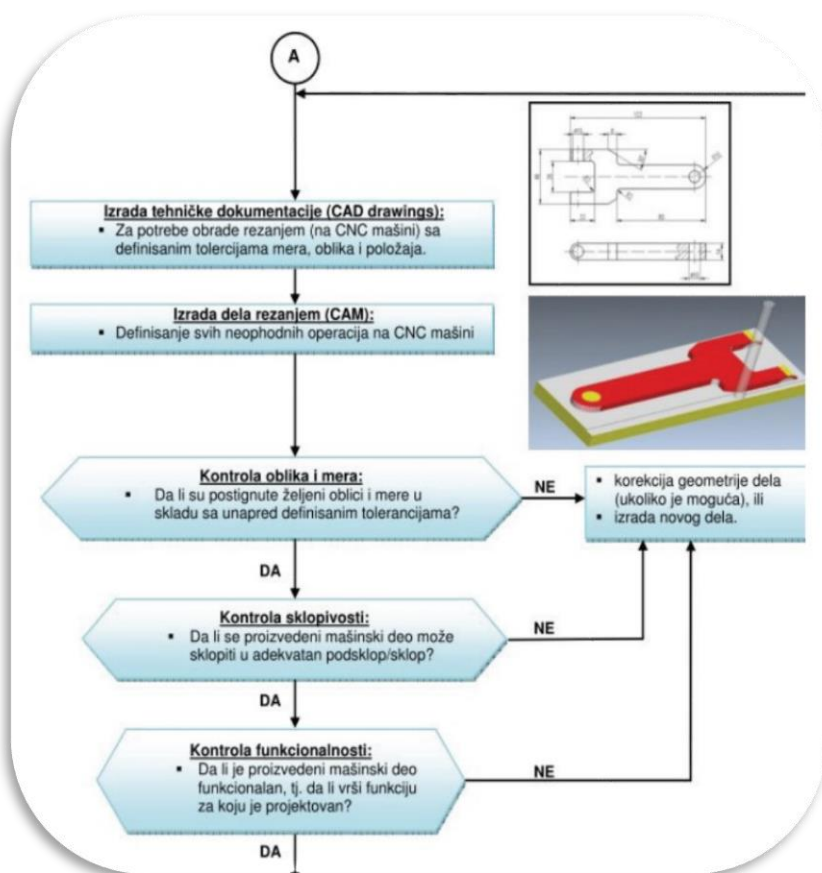 A
Izrada tehničke dokumentacije (CAD drawings):
▪ Za potrebe obrade rezanjem (na CNC mašini) sa
definisanim tolercijama mera, oblika i položaja.
Izrada dela rezanjem (CAM):
▪ Definisanje svih neophodnih operacija na CNC mašini
Kontrola oblika i mera:
▪ Da li su postignute željeni oblici i mere u
skladu sa unapred definisanim tolerancijama?
NE
▪ korekcija geometrije dela
(ukoliko je moguća), ili
▪ izrada novog dela.
DA
Kontrola sklopivosti:
▪ Da li se proizvedeni mašinski deo može
sklopiti u adekvatan podsklop/sklop?
NE
DA
Kontrola funkcionalnosti:
▪ Da li je proizvedeni mašinski deo
funkcionalan, tj. da li vrši funkciju
za koju je projektovan?
NE
DA